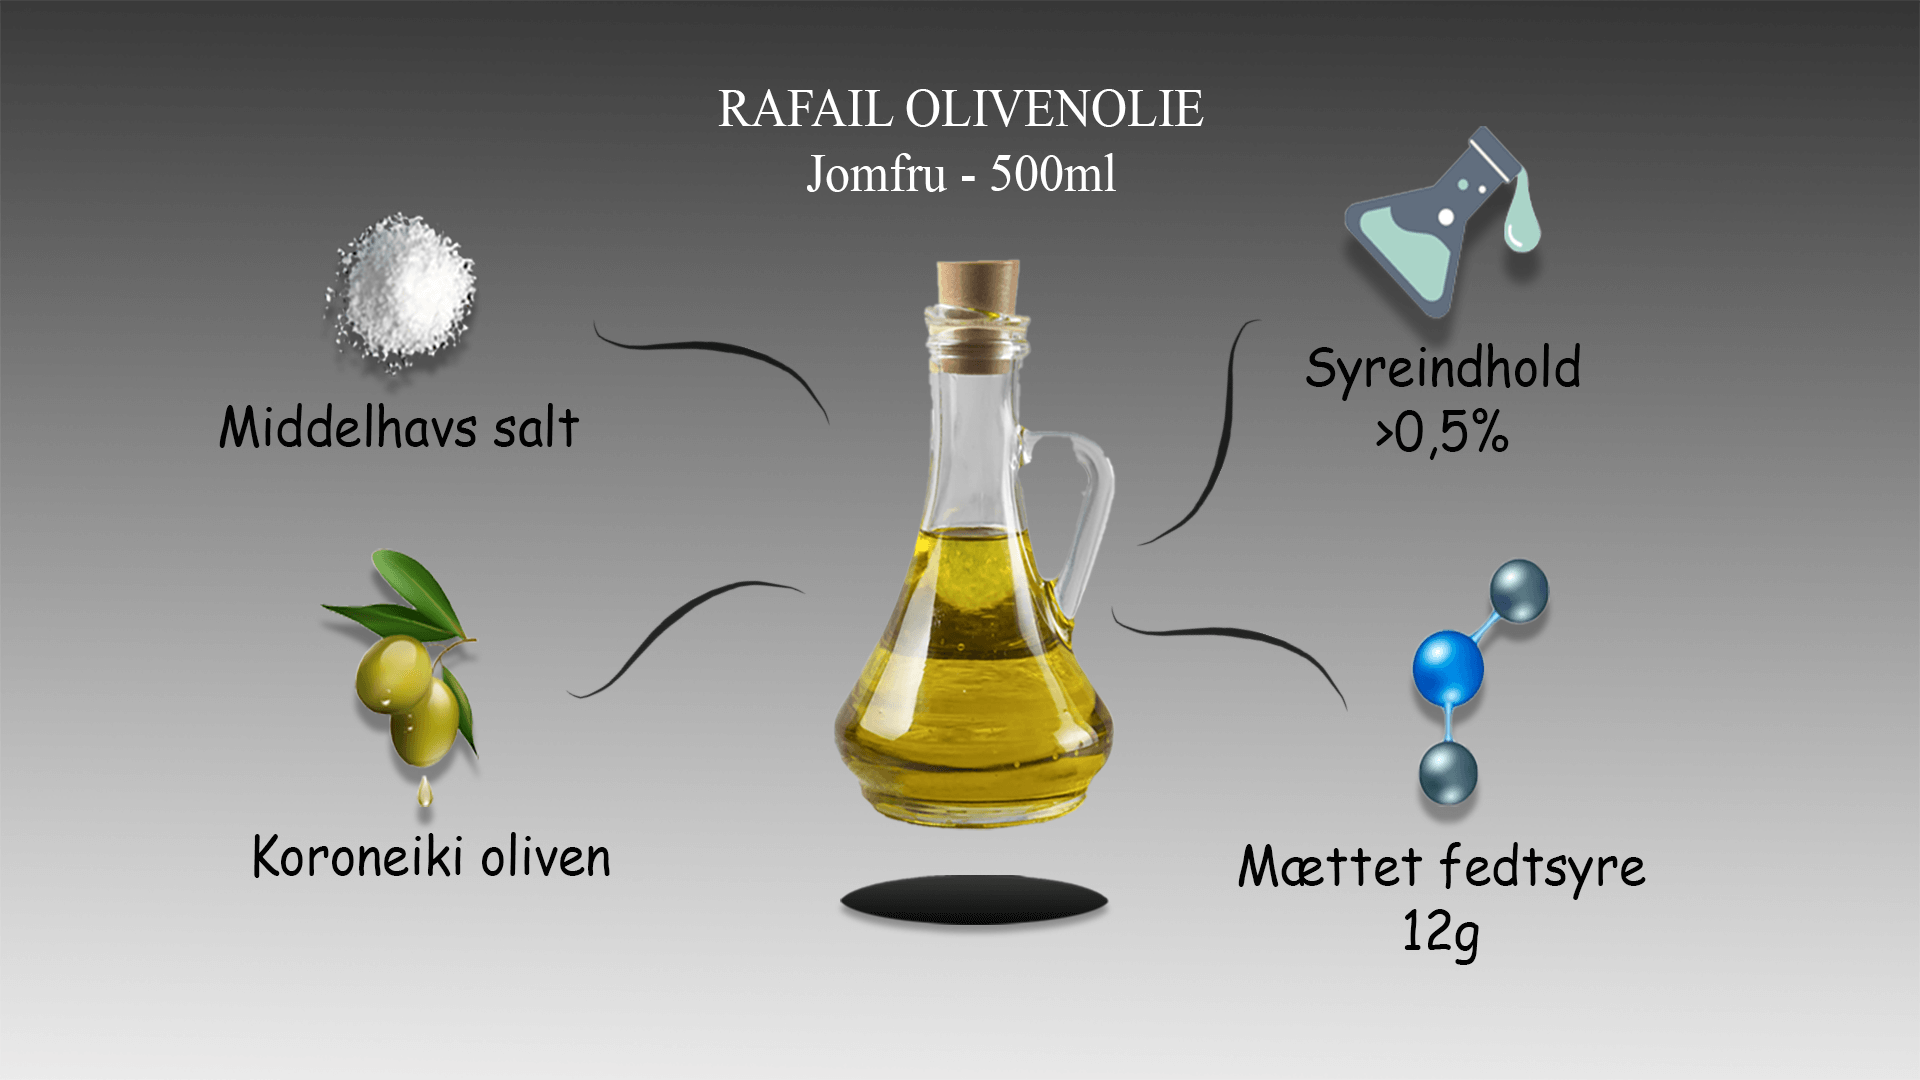 RAFAIL OLIVENOLIE
Jomfru - 500ml
Middelhavs salt
Syreindhold
>0,5%
Koroneiki oliven
Mættet fedtsyre
12g